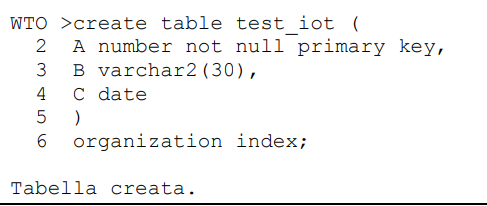 WTO >create table test_iot (
  2  A number not null primary key,
  3  B varchar2(30),
  4  C date
  5  )
  6  organization index;
Tabella creata.